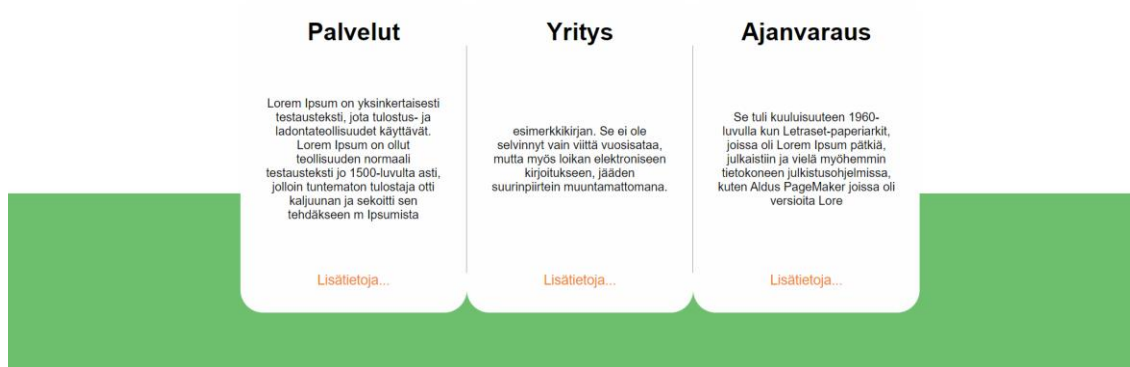 Palvelut
Lorem Ipsum on yksinkertaisesti
testausteksti, jota tulostus- ja
ladontateollisuudet käyttävät.
Lorem Ipsum on ollut
teollisuuden normaali
testausteksti jo 1500-luvulta asti,
jolloin tuntematon tulostaja otti
kaljuunan ja sekoitti sen
tehdäkseen m Ipsumista
Lisätietoja...
Yritys
esimerkkikirjan. Se ei ole
selvinnyt vain viittä vuosisataa,
mutta myös loikan elektroniseen
kirjoitukseen, jääden
suurinpiirtein muuntamattomana.
Lisätietoja...
Ajanvaraus
Se tuli kuuluisuuteen 1960-
luvulla kun Letraset-paperiarkit,
joissa oli Lorem Ipsum pätkiä,
julkaistiin ja vielä myöhemmin
tietokoneen julkistusohjelmissa,
kuten Aldus PageMaker joissa oli
versioita Lore
Lisätietoja...